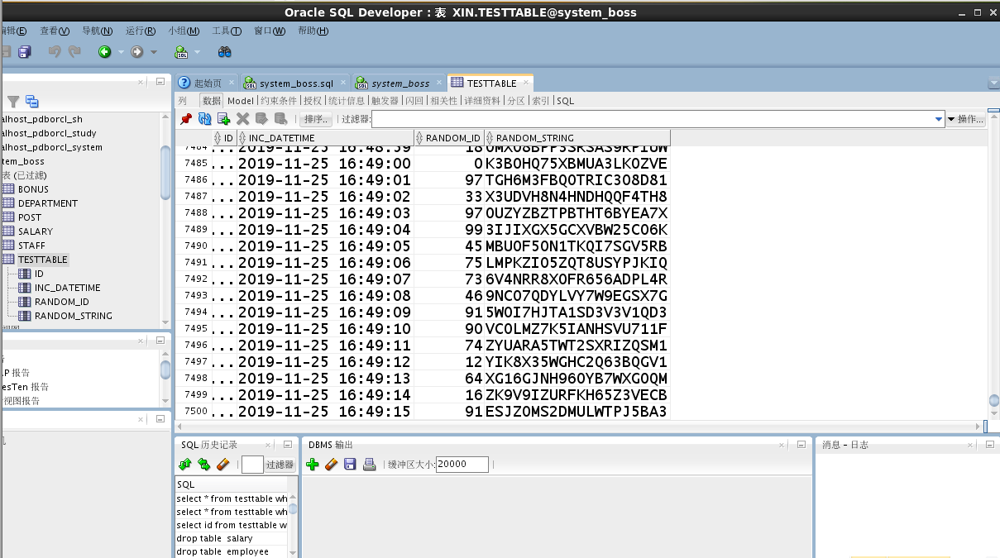 Oracle SQL Developer : 表 XIN.TESTTABLE@system_boss
编辑(E) 查看(V) 导航(N) 运行(R) 小组(M) 工具(T) 窗口(W) 帮助(H)
起始页 system_boss.sql system_boss TESTTABLE
列 数据 Model 约束条件 授权 统计信息 触发器 闪回 相关性 详细资料 分区 索引 SQL
排序.. 过滤器: 操作...
alhost_pdborcl_sh
alhost_pdborcl_study
alhost_pdborcl_system
tem_boss
表 (已过滤)
BONUS
DEPARTMENT
POST
SALARY
STAFF
TESTTABLE
ID
INC_DATETIME
RANDOM_ID
RANDOM_STRING
告
.P 报告
esTen 报告
视图报告
ID INC_DATETIME RANDOM_ID RANDOM_STRING
7484 ... 2019-11-25 16:48:59 18
7485 ... 2019-11-25 16:49:00 0 K3B0HQ75XBMUA3LKOZVE
7486 ... 2019-11-25 16:49:01 97 TGH6M3FBQOTRIC308D81
7487 ... 2019-11-25 16:49:02 33 X3UDVH8N4HNDHQQF4TH8
7488 ... 2019-11-25 16:49:03 97 OUZYZBZTPBTHT6BYEA7X
7489 ... 2019-11-25 16:49:04 99 3IJIXGX5GCXVBW25CO6K
7490 ... 2019-11-25 16:49:05 45 MBUOF5ON1TKQI7SGV5RB
7491 ... 2019-11-25 16:49:06 75 LMPKZIO5ZQT8USYPJKIQ
7492 ... 2019-11-25 16:49:07 73 6V4NRR8XOFR656ADPL4R
7493 ... 2019-11-25 16:49:08 46 9NCO7QDYLVY7W9EGSX7G
7494 ... 2019-11-25 16:49:09 91 5WOI7HJTA1SD3V3V1QD3
7495 ... 2019-11-25 16:49:10 90 VCOLMZ7K5IANHSVU711F
7496 ... 2019-11-25 16:49:11 74 ZYUARA5TWT2SXRIZQSM1
7497 ... 2019-11-25 16:49:12 12 YIK8X35WGHC2Q63BQGV1
7498 ... 2019-11-25 16:49:13 64 XG16GJNH96OYB7WXGOQM
7499 ... 2019-11-25 16:49:14 16 ZK9V9IZURFKH65Z3VECB
7500 ... 2019-11-25 16:49:15 91 ESJZOMS2DMULWTPJ5BA3
SQL 历史记录
过滤器
SQL
select * from testtable wh
select * from testtable wh
select id from testtable w
drop table salary
drop table employee
DBMS 输出
缓冲区大小: 20000
消息 - 日志